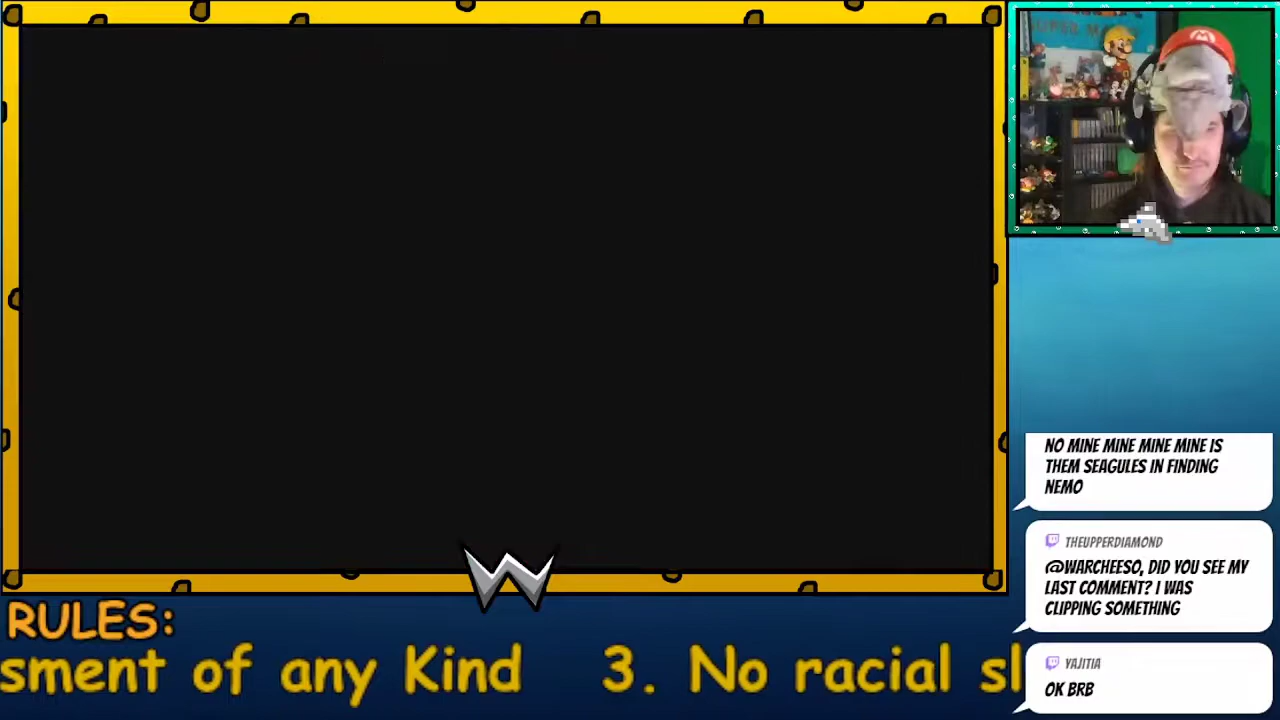 SUPER M
M
NO MINE MINE MINE MINE IS
THEM SEAGULES IN FINDING
NEMO
THEUPPERDIAMOND
@WARCHEESO, DID YOU SEE MY
LAST COMMENT? I WAS
CLIPPING SOMETHING
YAJITIA
OK BRB
W
RULES:
sment of any Kind 3. No racial sl